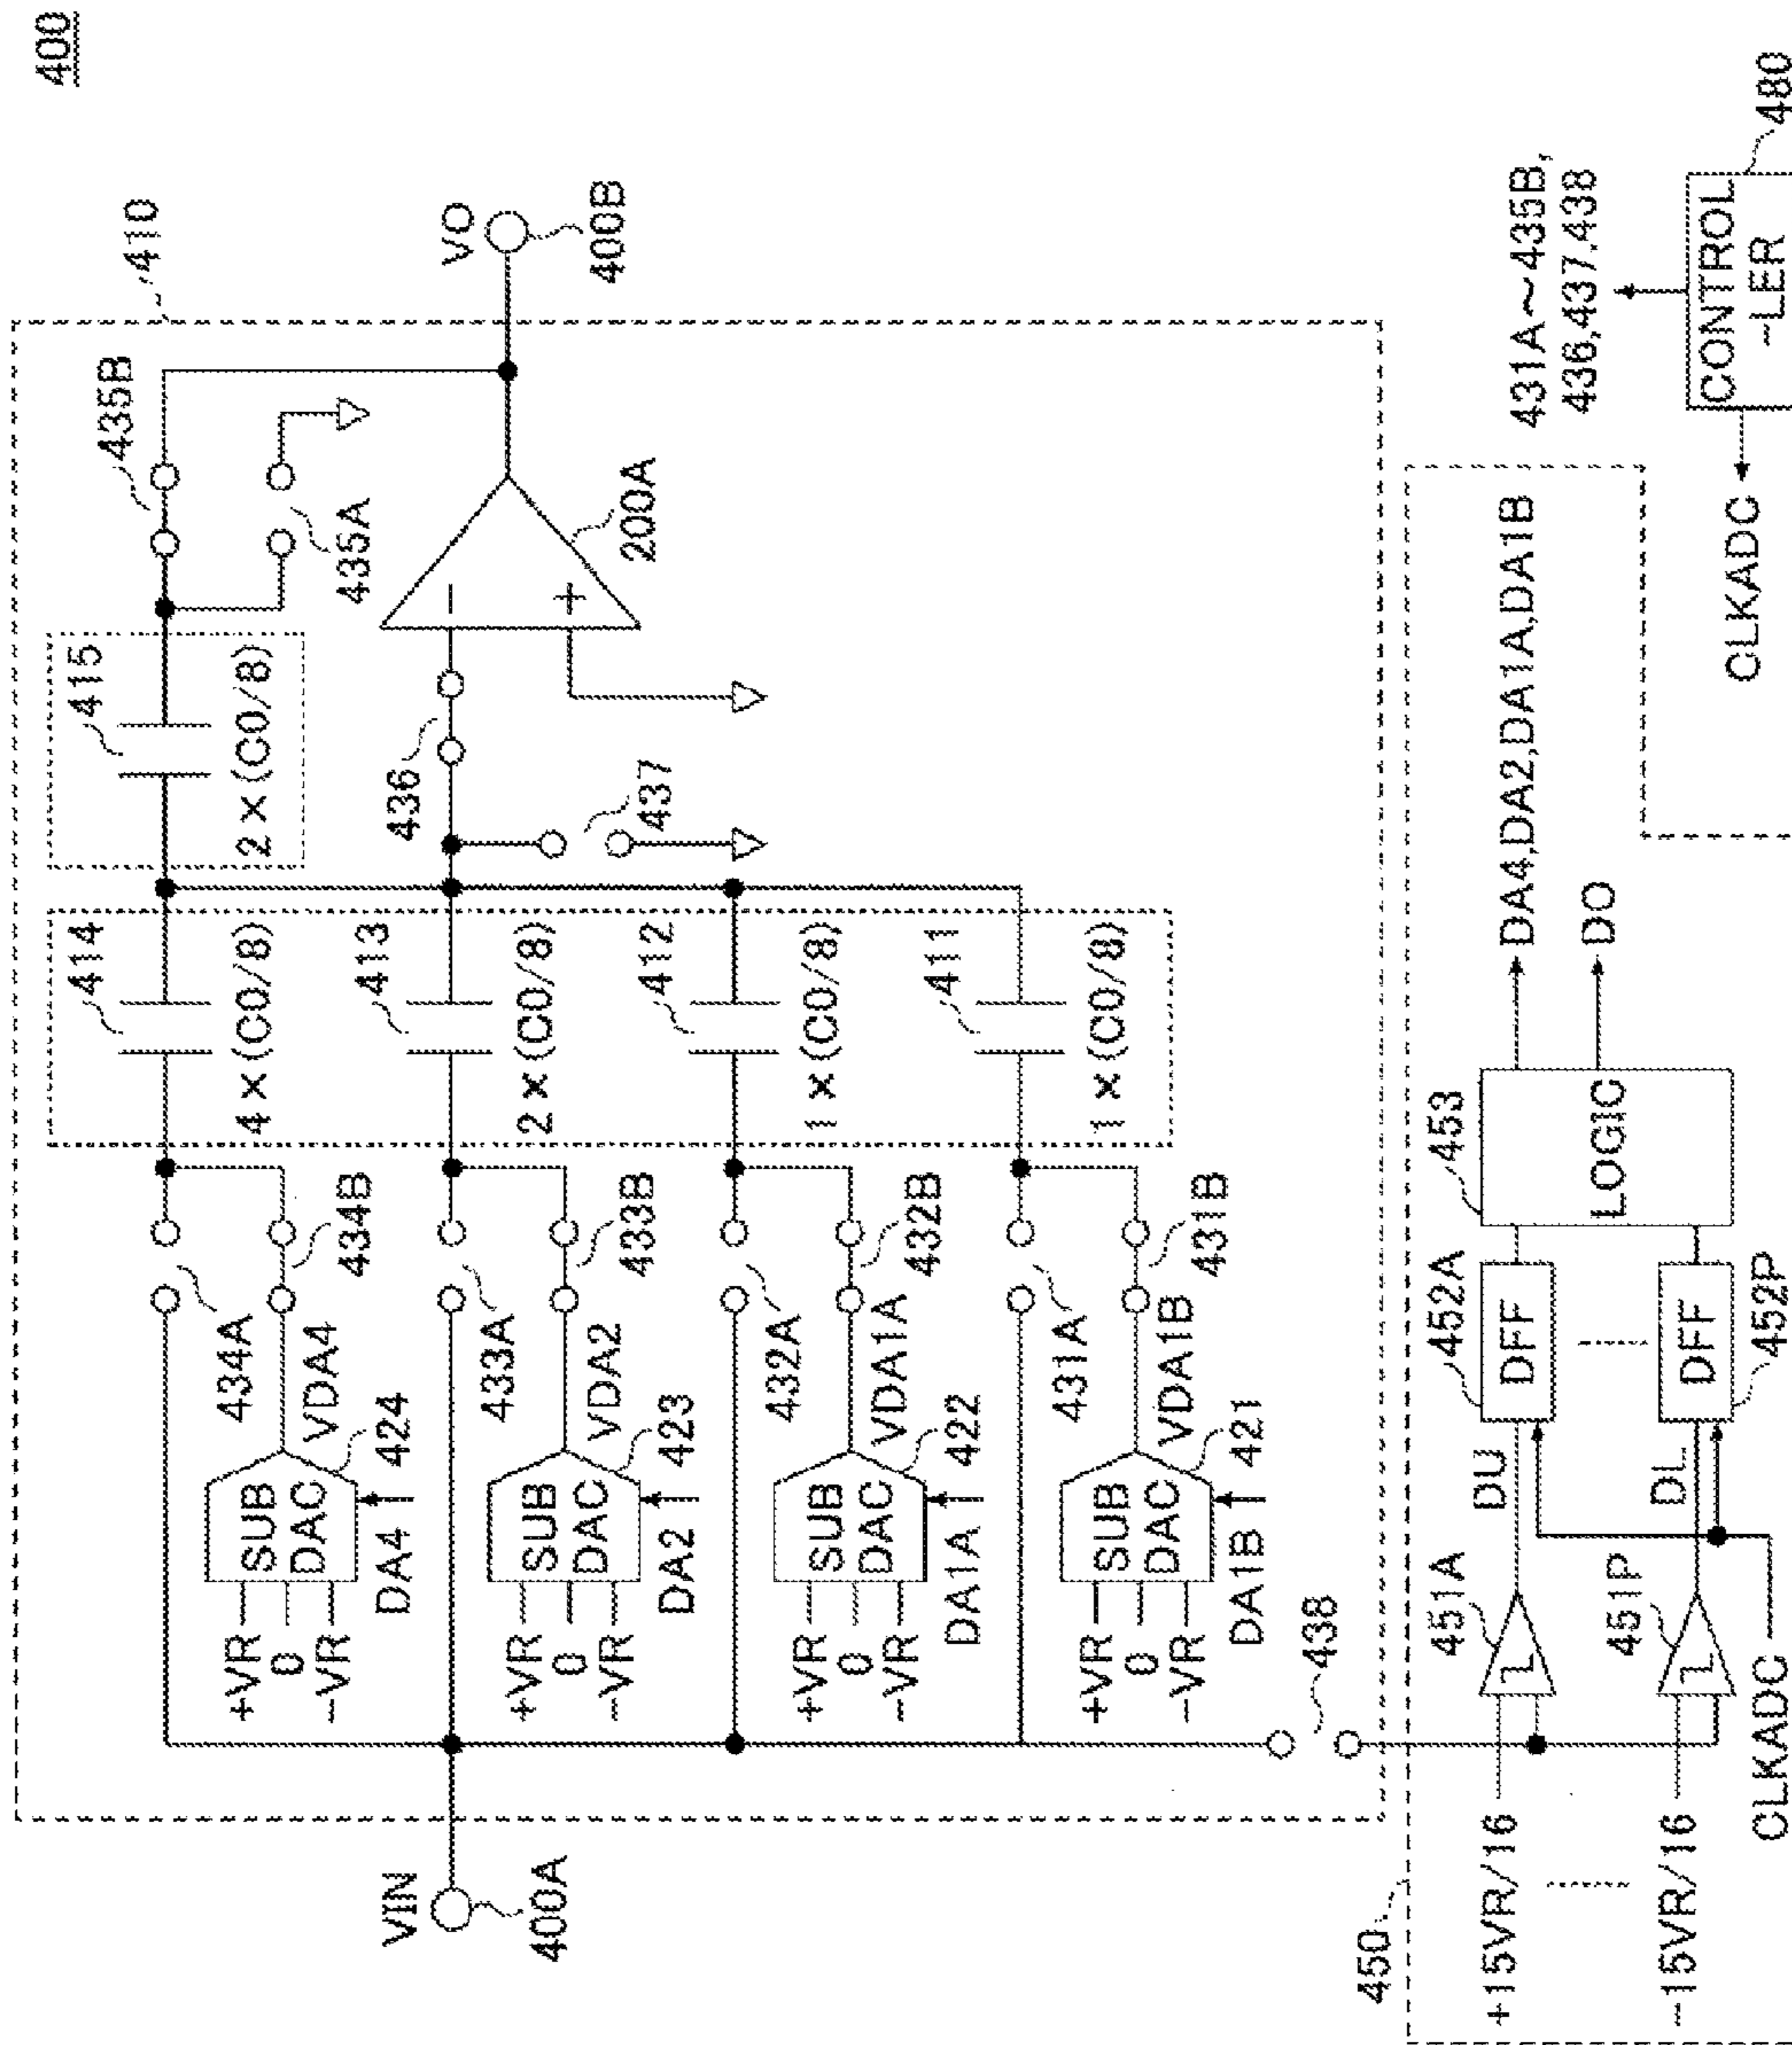 400
410
VIN
400A
VO
400B
434A
434B
VDA4
+VR
0
-VR
SUB
DAC
424
DA4
414
4×(C0/8)
415
2×(C0/8)
435B
435A
433A
433B
VDA2
+VR
0
-VR
SUB
DAC
423
DA2
413
2×(C0/8)
436
437
200A
-
+
432A
432B
VDA1A
+VR
0
-VR
SUB
DAC
422
DA1A
412
1×(C0/8)
431A
431B
VDA1B
+VR
0
-VR
SUB
DAC
421
DA1B
411
1×(C0/8)
438
450
+15VR/16
451A
DU
452A
DFF
453
LOGIC
DA4,DA2,DA1A,DA1B
DO
-15VR/16
451P
DL
DFF
452P
CLKADC
431A～435B,
436,437,438
CONTROL
-LER
480
CLKADC